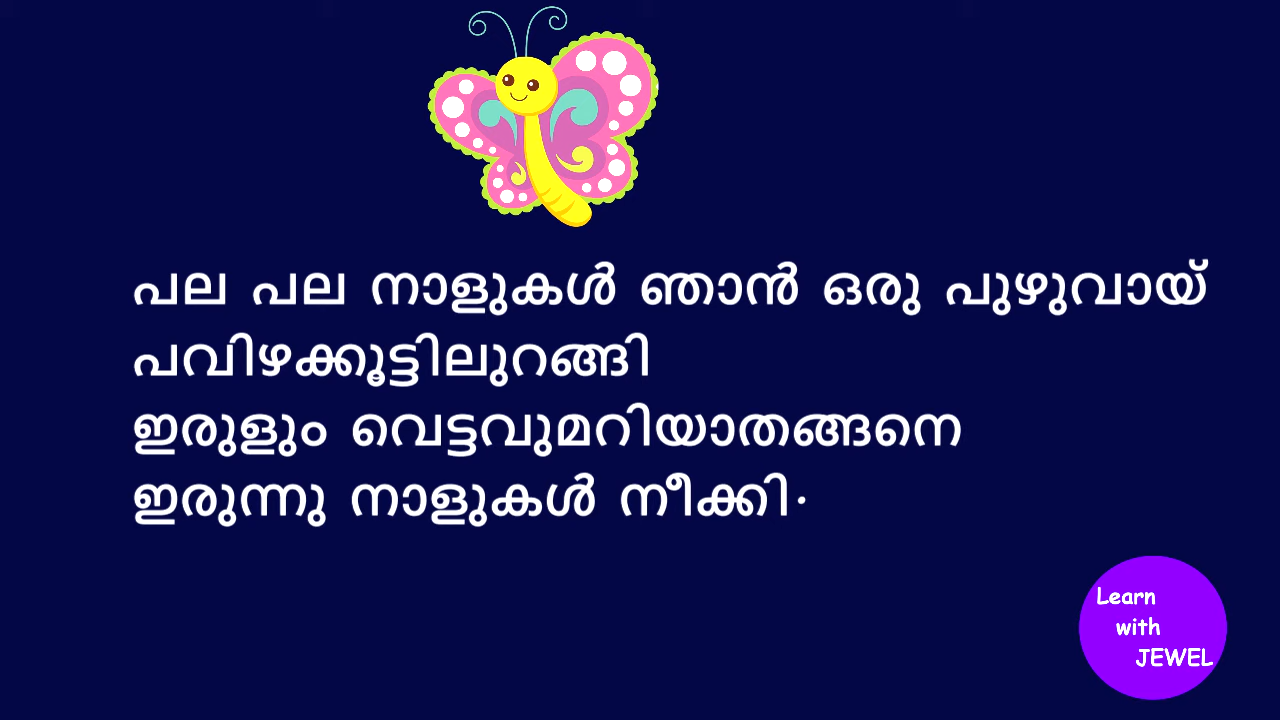 പല പല നാളുകൾ ഞാൻ ഒരു പുഴുവായ്
പവിഴക്കൂട്ടിലുറങ്ങി
ഇരുളും വെട്ടവുമറിയാതങ്ങനെ
ഇരുന്നു നാളുകൾ നീക്കി.
Learn
with
JEWEL